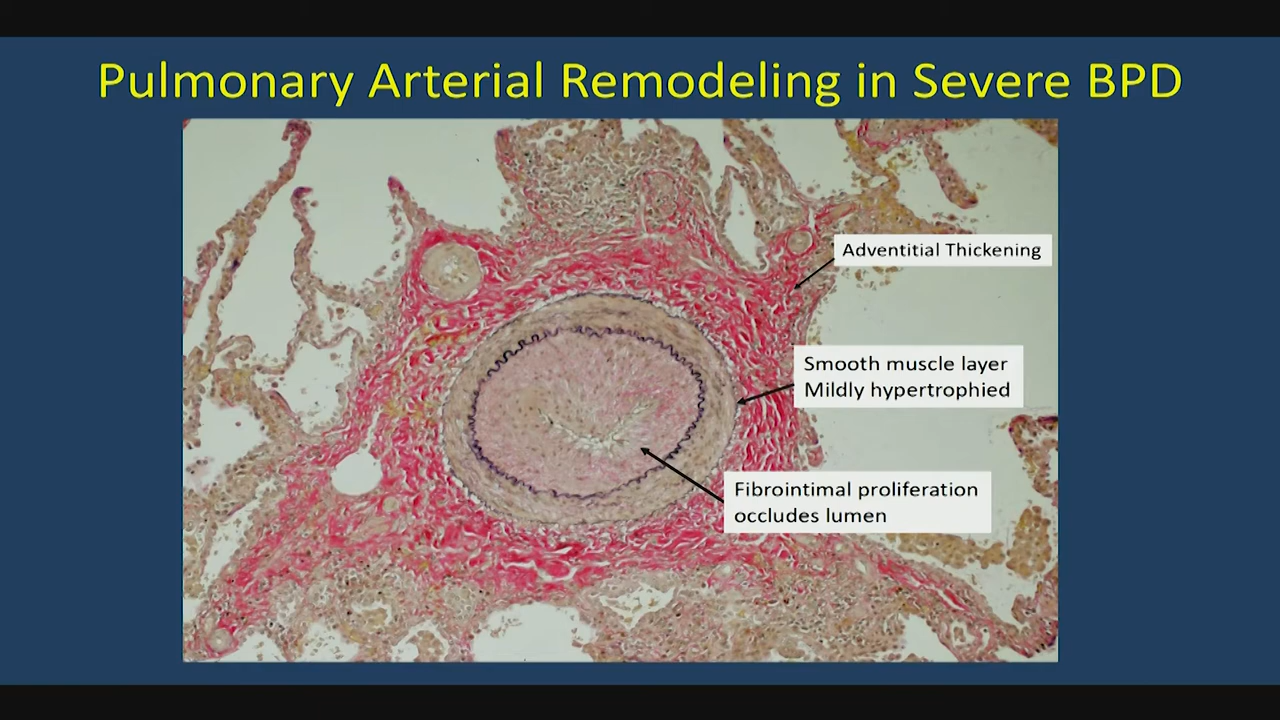 Pulmonary Arterial Remodeling in Severe BPD
Adventitial Thickening
Smooth muscle layer
Mildly hypertrophied
Fibrointimal proliferation
occludes lumen